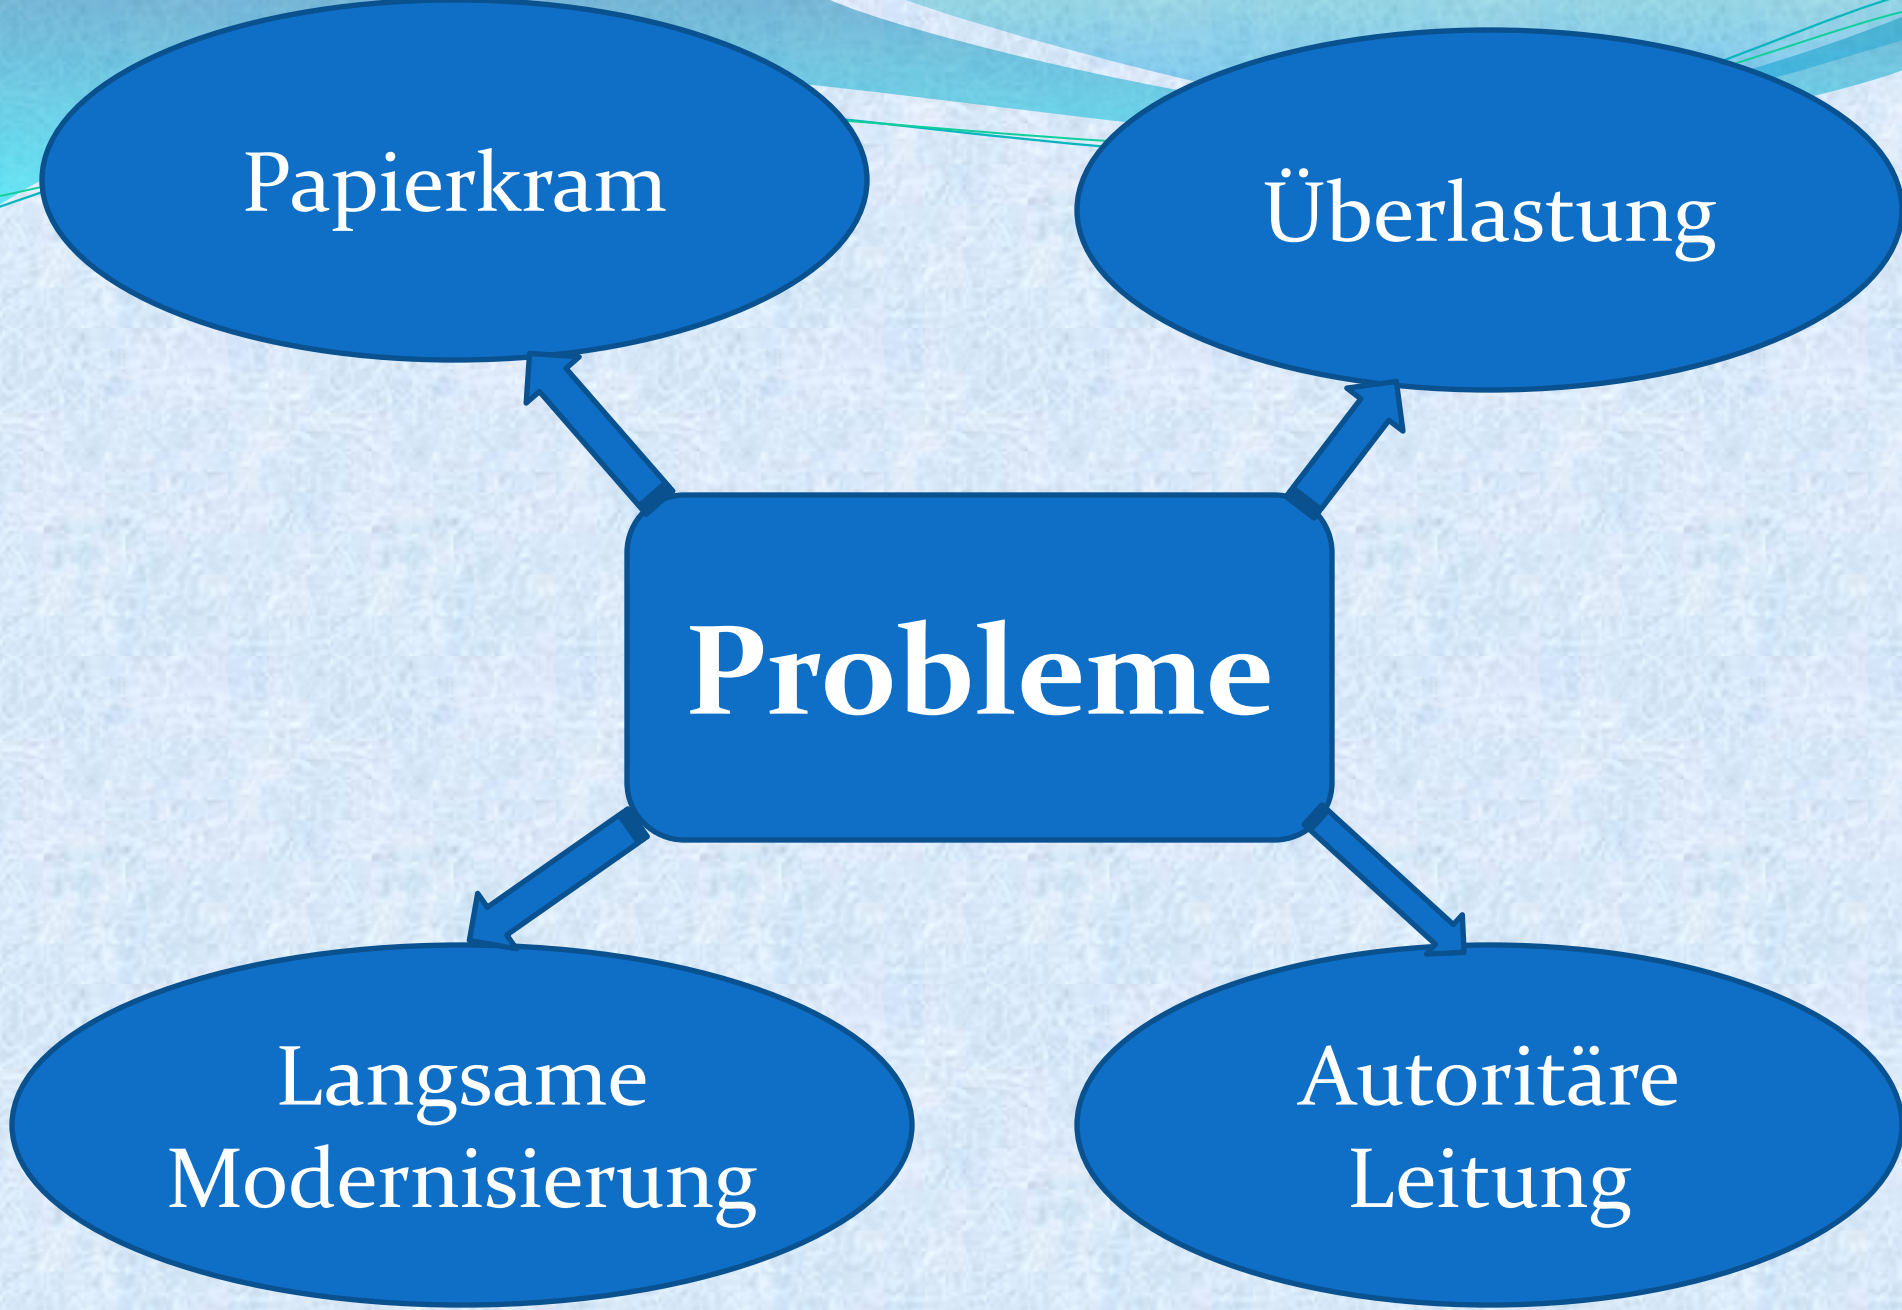 Papierkram
Überlastung
Probleme
Langsame
Modernisierung
Autoritäre
Leitung